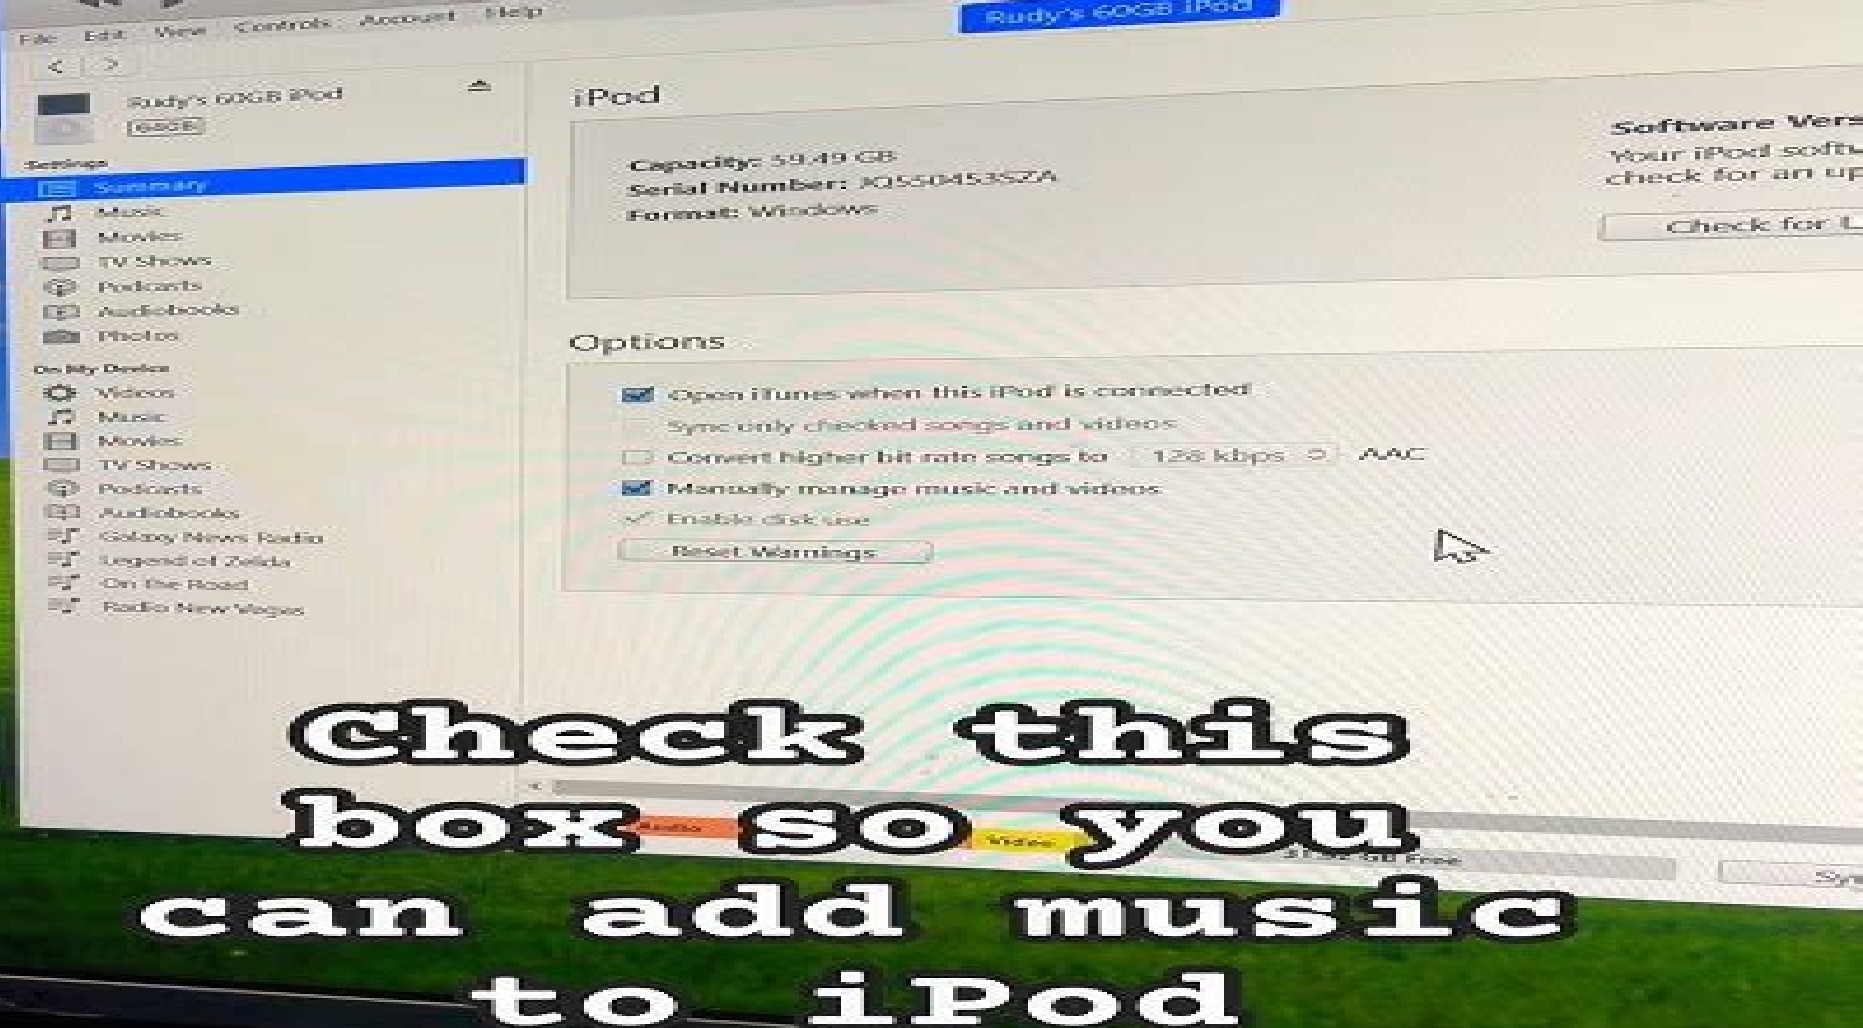 File Edit View Controls Account Help
Rudy's 60GB iPod
< >
Rudy's 60GB iPod
Settings
Summary
Music
Movies
TV Shows
Podcasts
Audiobooks
Photos
On My Device
Videos
Music
Movies
TV Shows
Podcasts
Audiobooks
Galaxy News Radio
Legend of Zelda
On the Road
Radio New Vegas
iPod
Capacity: 59.49 GB
Serial Number:
Format: Windows
Software Vers
Your iPod softw
check for an up
Check for U
Options
Open iTunes when this iPod is connected
Sync only checked songs and videos
Convert higher bit rate songs to 128 kbps AAC
Manually manage music and videos
Enable disk use
Reset Warnings
Audio
Video
GB Free
Syn
Check this
box so you
can add music
to iPod